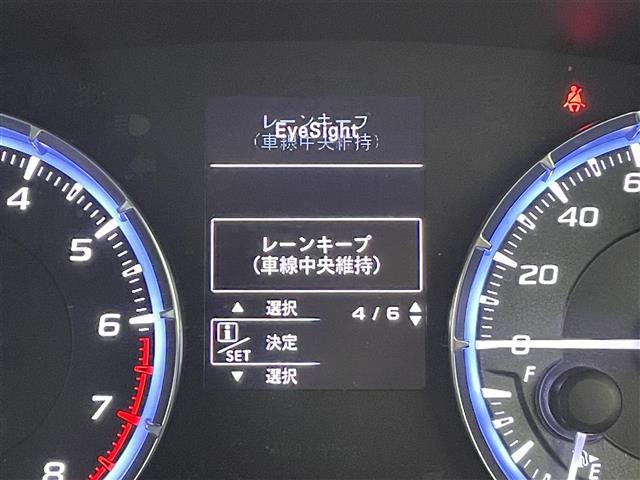 レーンキープ
EyeSight
(車線中央維持)
レーンキープ
(車線中央維持)
▲ 選択 4/6
i/SET 決定
▼ 選択
4
5
6
7
8
60
40
20
0
F
E